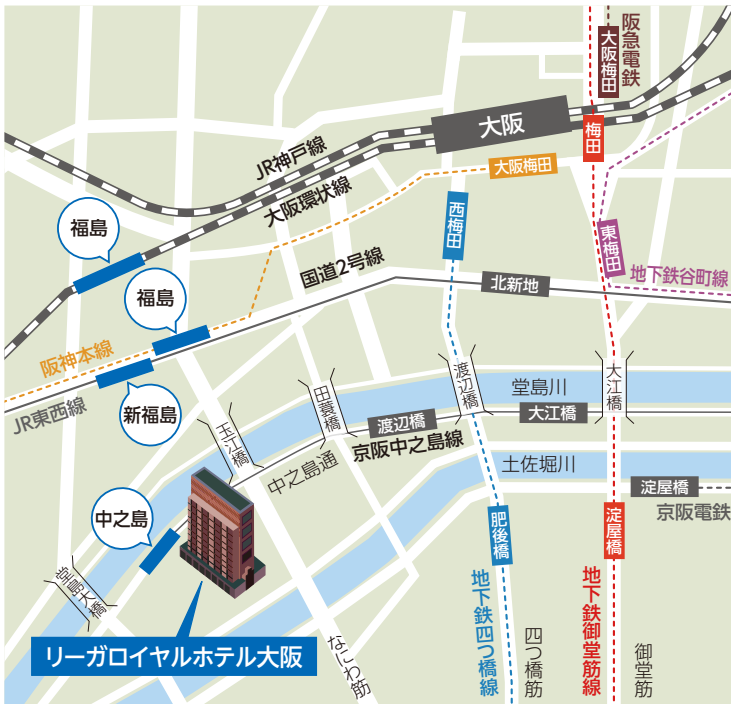 阪急電鉄
大阪梅田
大阪
梅田
JR神戸線
大阪環状線
大阪梅田
西梅田
東梅田
福島
地下鉄谷町線
国道2号線
北新地
福島
阪神本線
新福島
JR東西線
堂島川
渡辺橋
大江橋
田蓑橋
玉江橋
渡辺橋
大江橋
京阪中之島線
中之島通
土佐堀川
淀屋橋
京阪電鉄
中之島
肥後橋
淀屋橋
堂島大橋
リーガロイヤルホテル大阪
なにわ筋
地下鉄四つ橋線
四つ橋筋
地下鉄御堂筋線
御堂筋